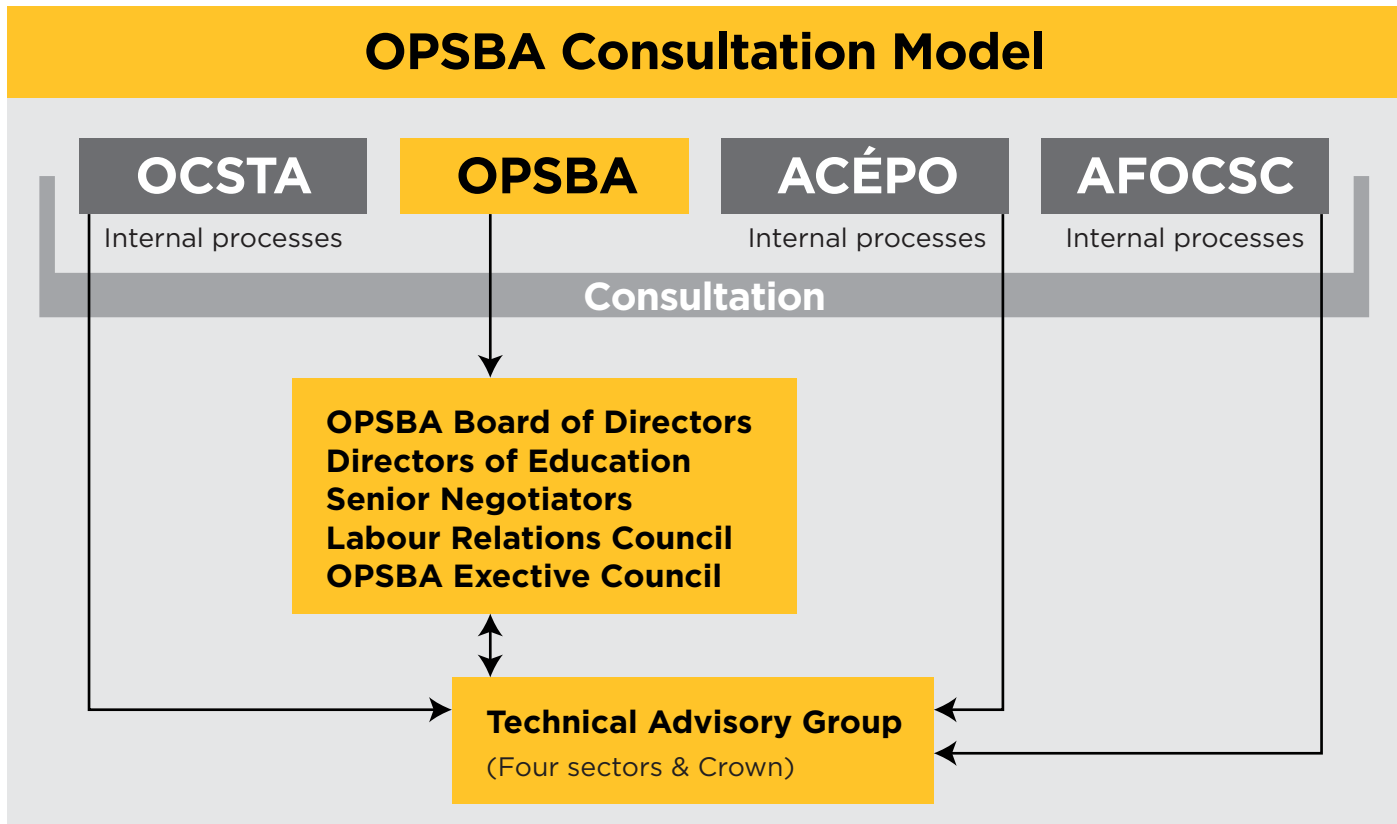 OPSBA Consultation Model
OCSTA
OPSBA
ACÉPO
AFOCSC
Internal processes
Internal processes
Internal processes
Consultation
OPSBA Board of Directors
Directors of Education
Senior Negotiators
Labour Relations Council
OPSBA Exective Council
Technical Advisory Group
(Four sectors & Crown)